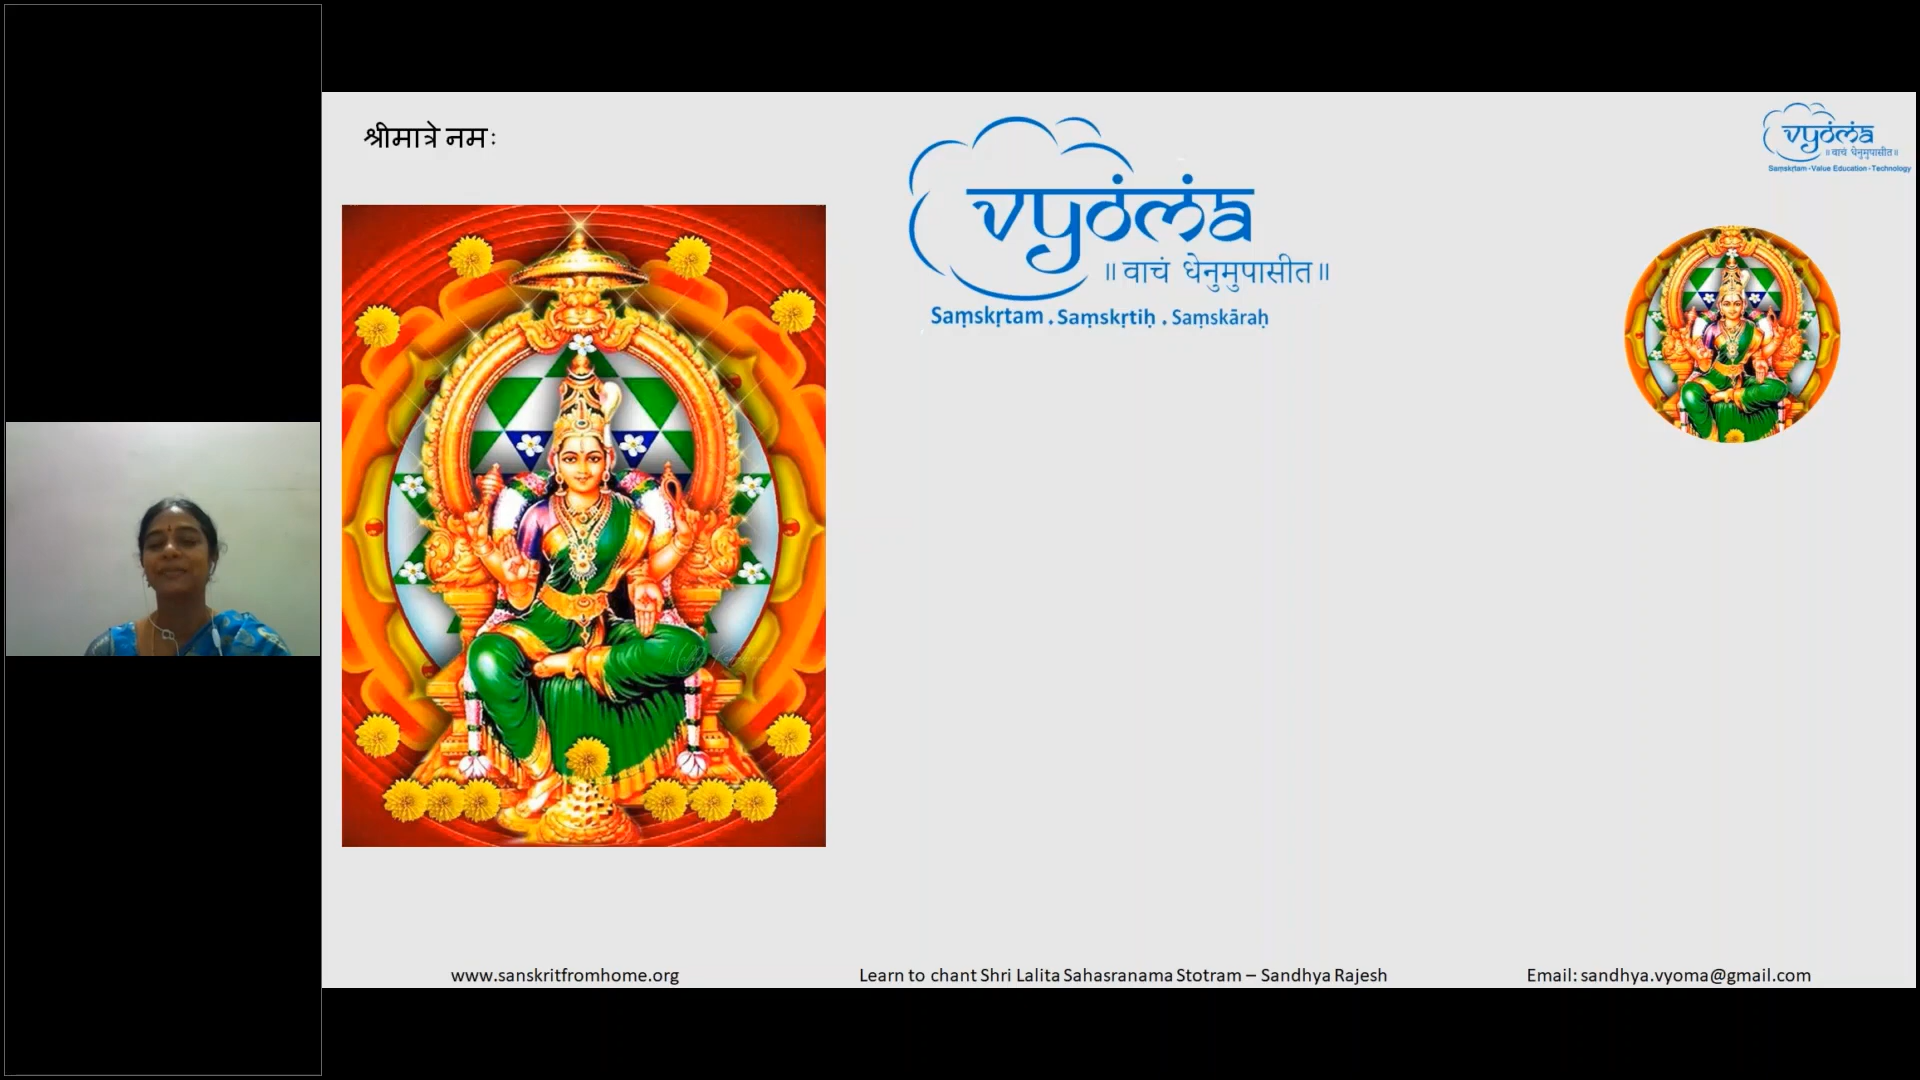 श्रीमात्रे नमः
vyoma
॥ वाचं धेनुमुपासीत॥
Saṃskṛtam . Saṃskṛtiḥ . Saṃskāraḥ
vyoma
॥ वाचं धेनुमुपासीत॥
Saṃskṛtam - Value Education - Technology
www.sanskritfromhome.org
Learn to chant Shri Lalita Sahasranama Stotram – Sandhya Rajesh
Email: sandhya.vyoma@gmail.com